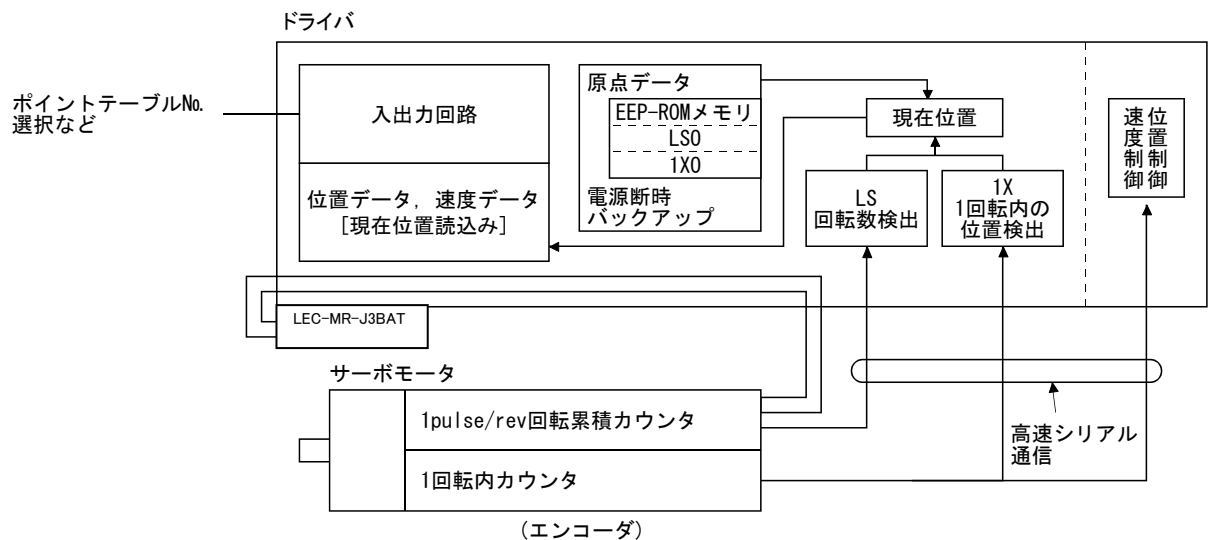 ドライバ
ポイントテーブル№
選択など
入出力回路
位置データ, 速度データ
[現在位置読込み]
原点データ
EEP-ROMメモリ
LS0
1X0
電源断時
バックアップ
現在位置
LS
回転数検出
1X
1回転内の
位置検出
位置制御
速度制御
LEC-MR-J3BAT
サーボモータ
1pulse/rev回転累積カウンタ
1回転内カウンタ
(エンコーダ)
高速シリアル
通信